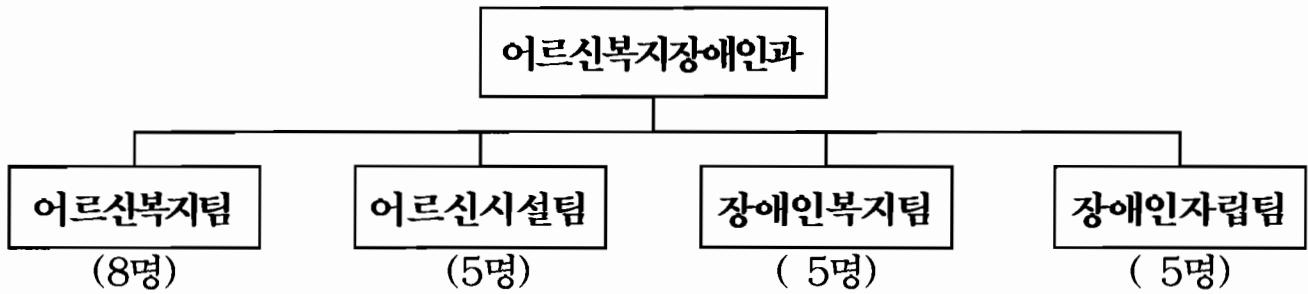 어르신복지장애인과
어르신복지팀 어르신시설팀 장애인복지팀 장애인자립팀
(8명) (5명) ( 5명) ( 5명)